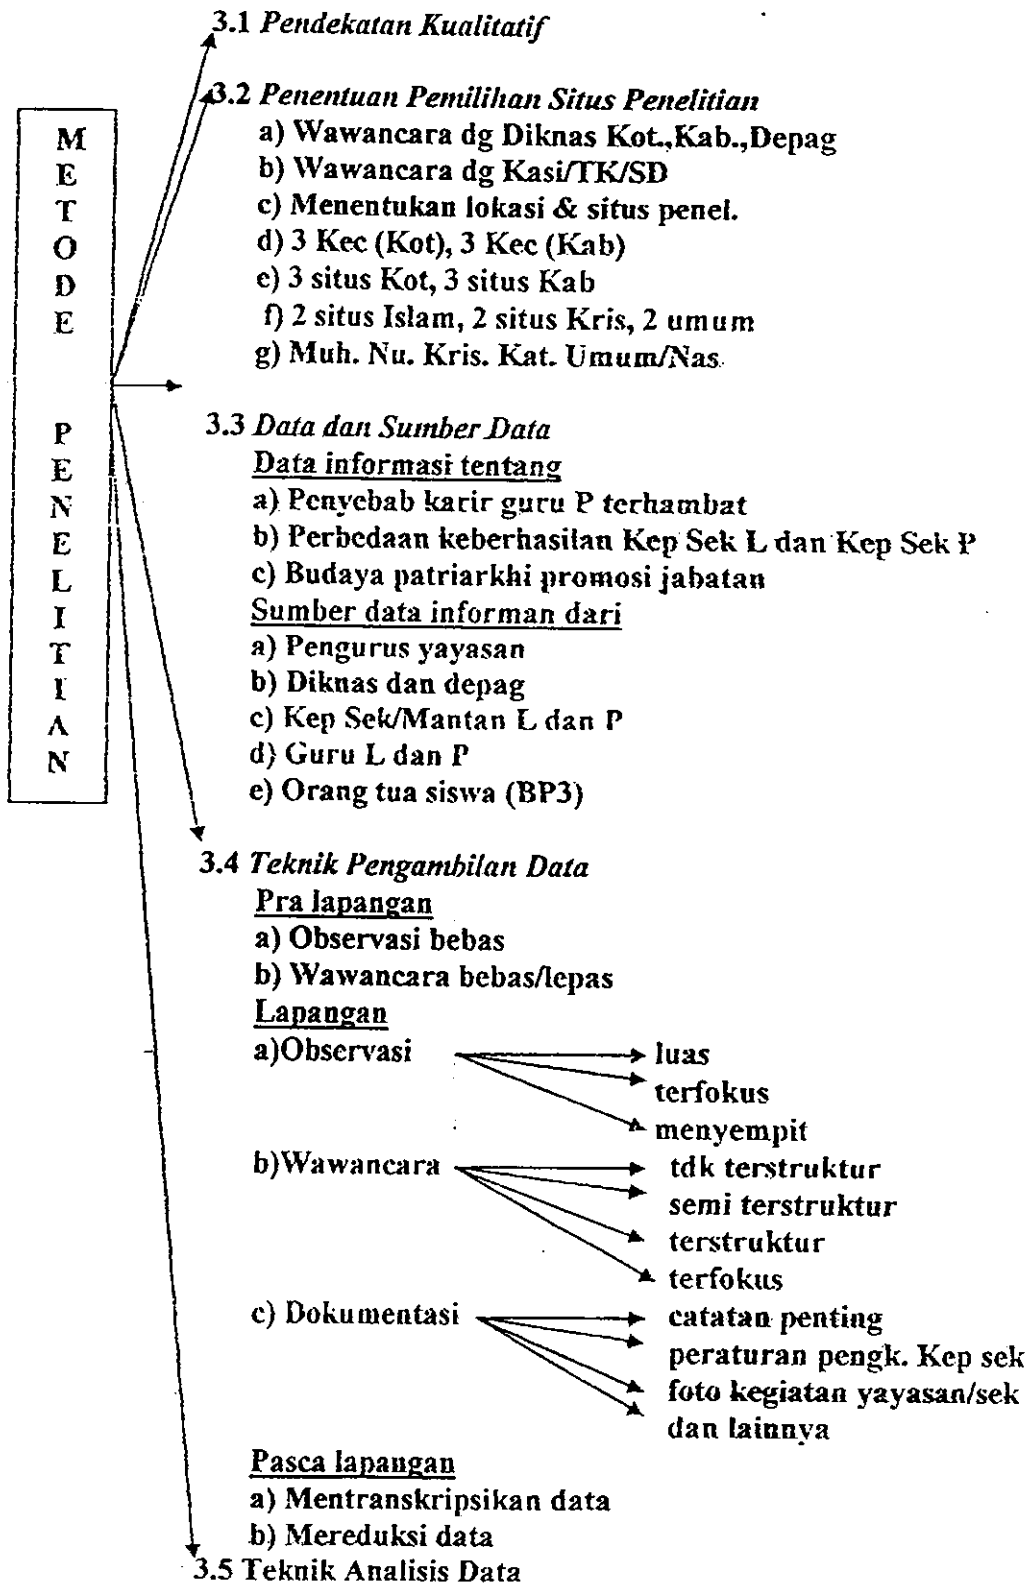 METODE PENELITIAN
3.1 Pendekatan Kualitatif
3.2 Penentuan Pemilihan Situs Penelitian
a) Wawancara dg Diknas Kot.,Kab.,Depag
b) Wawancara dg Kasi/TK/SD
c) Menentukan lokasi & situs penel.
d) 3 Kec (Kot), 3 Kec (Kab)
e) 3 situs Kot, 3 situs Kab
f) 2 situs Islam, 2 situs Kris, 2 umum
g) Muh. Nu. Kris. Kat. Umum/Nas.
3.3 Data dan Sumber Data
Data informasi tentang
a) Penyebab karir guru P terhambat
b) Perbedaan keberhasilan Kep Sek L dan Kep Sek P
c) Budaya patriarkhi promosi jabatan
Sumber data informan dari
a) Pengurus yayasan
b) Diknas dan depag
c) Kep Sek/Mantan L dan P
d) Guru L dan P
e) Orang tua siswa (BP3)
3.4 Teknik Pengambilan Data
Pra lapangan
a) Observasi bebas
b) Wawancara bebas/lepas
Lapangan
a)Observasi
luas
terfokus
menyempit
b)Wawancara
tdk terstruktur
semi terstruktur
terstruktur
terfokus
c) Dokumentasi
catatan penting
peraturan pengk. Kep sek
foto kegiatan yayasan/sek
dan lainnya
Pasca lapangan
a) Mentranskripsikan data
b) Mereduksi data
3.5 Teknik Analisis Data